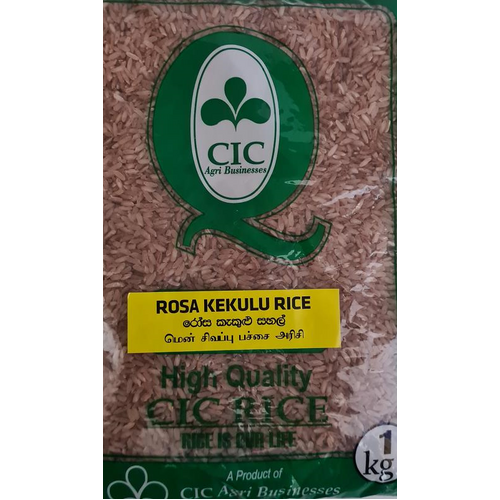 CIC
Agri Businesses
ROSA KEKULU RICE
රෝස කැකුළු සහල්
மென் சிவப்பு பச்சை அரிசி
High Quality
CIC RICE
RICE IS OUR LIFE
1
kg
A Product of
CIC Agri Businesses